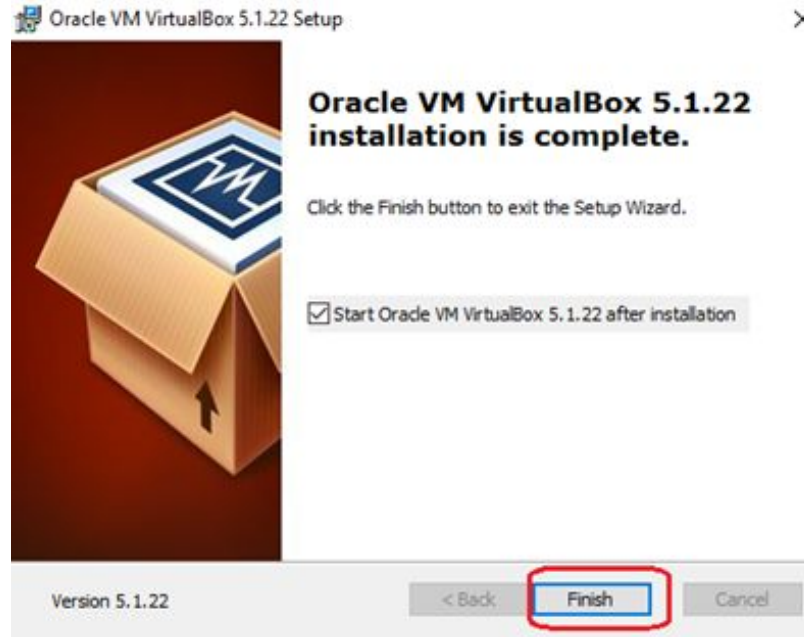 Oracle VM VirtualBox 5.1.22 Setup
Oracle VM VirtualBox 5.1.22
installation is complete.
Click the Finish button to exit the Setup Wizard.
Start Oracle VM VirtualBox 5.1.22 after installation
Version 5.1.22
< Back
Finish
Cancel